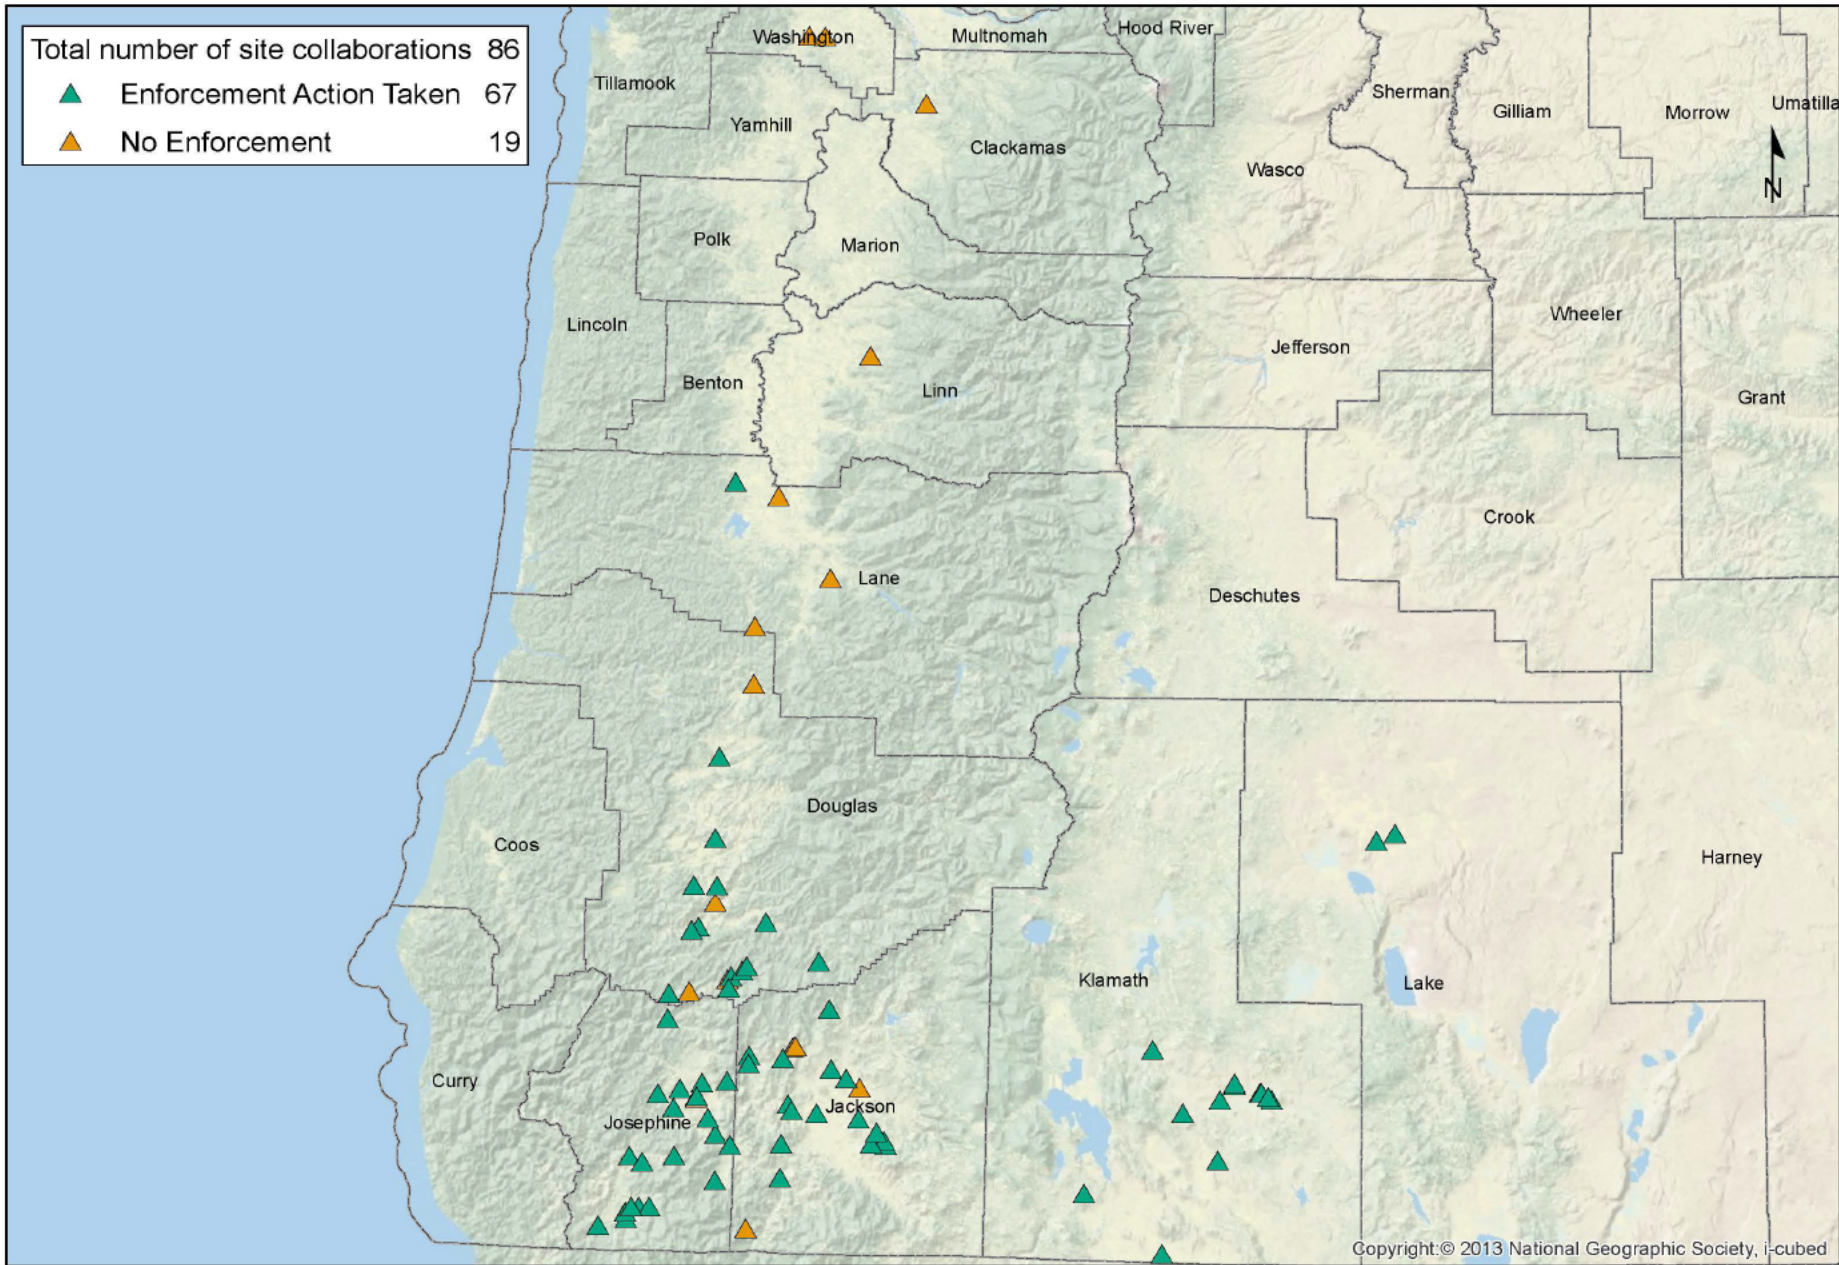 Total number of site collaborations 86
Enforcement Action Taken 67
No Enforcement 19
Washington
Multnomah
Hood River
Tillamook
Yamhill
Clackamas
Sherman
Gilliam
Morrow
Umatilla
Wasco
N
Polk
Marion
Lincoln
Benton
Linn
Jefferson
Wheeler
Grant
Lane
Deschutes
Crook
Coos
Douglas
Harney
Klamath
Lake
Curry
Josephine
Jackson
Copyright:© 2013 National Geographic Society, i-cubed